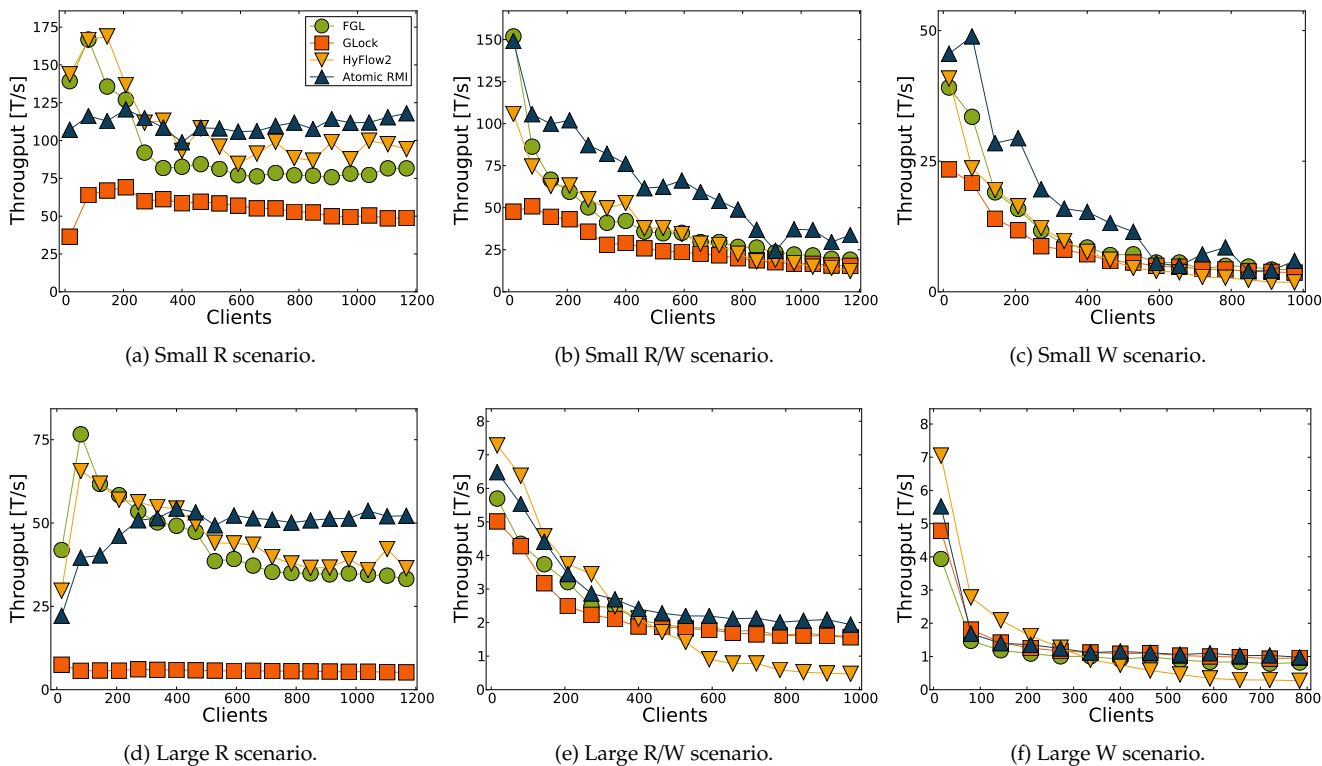 175
150
125
100
75
50
25
0
Througput [T/s]
0 200 400 600 800 1000 1200
Clients
FGL
GLock
HyFlow2
Atomic RMI
(a) Small R scenario.
150
125
100
75
50
25
0
Througput [T/s]
0 200 400 600 800 1000 1200
Clients
(b) Small R/W scenario.
50
25
0
Througput [T/s]
0 200 400 600 800 1000
Clients
(c) Small W scenario.
75
50
25
0
Througput [T/s]
0 200 400 600 800 1000 1200
Clients
(d) Large R scenario.
8
7
6
5
4
3
2
1
0
Througput [T/s]
0 200 400 600 800 1000
Clients
(e) Large R/W scenario.
8
7
6
5
4
3
2
1
0
Througput [T/s]
0 100 200 300 400 500 600 700 800
Clients
(f) Large W scenario.